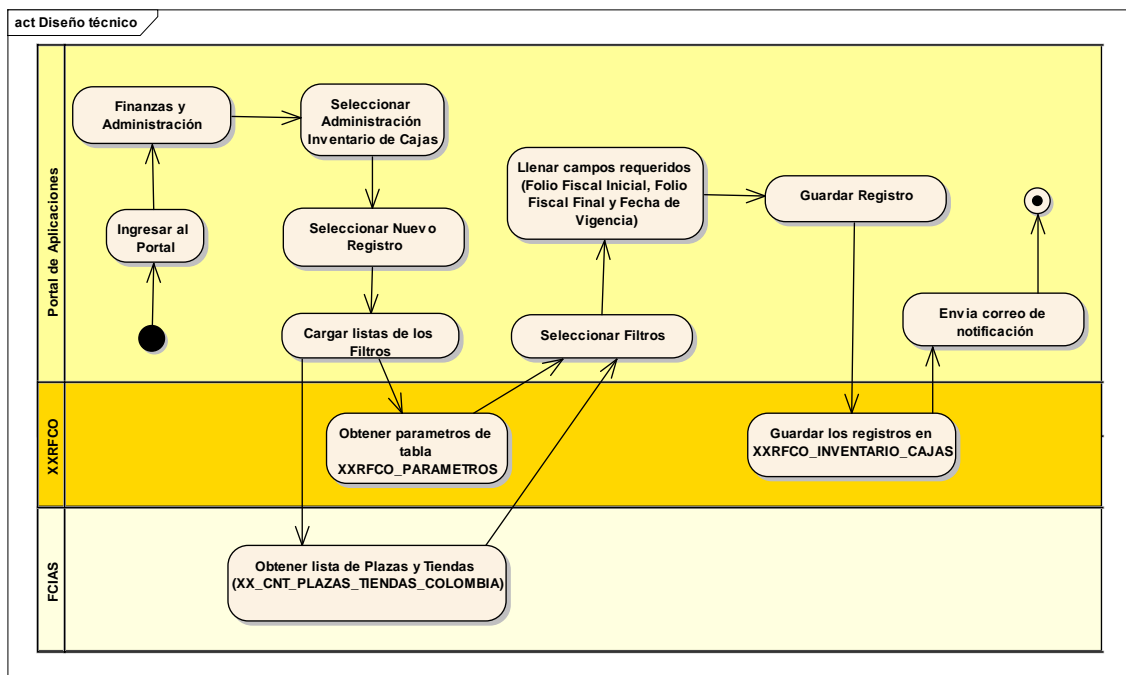 act Diseño técnico
Portal de Aplicaciones
Finanzas y
Administración
Seleccionar
Administración
Inventario de Cajas
Ingresar al
Portal
Seleccionar Nuevo
Registro
Cargar listas de los
Filtros
Llenar campos requeridos
(Folio Fiscal Inicial, Folio
Fiscal Final y Fecha de
Vigencia)
Seleccionar Filtros
Guardar Registro
Envia correo de
notificación
XXRFCO
Obtener parametros de
tabla
XXRFCO_PARAMETROS
Guardar los registros en
XXRFCO_INVENTARIO_CAJAS
FCIAS
Obtener lista de Plazas y Tiendas
(XX_CNT_PLAZAS_TIENDAS_COLOMBIA)